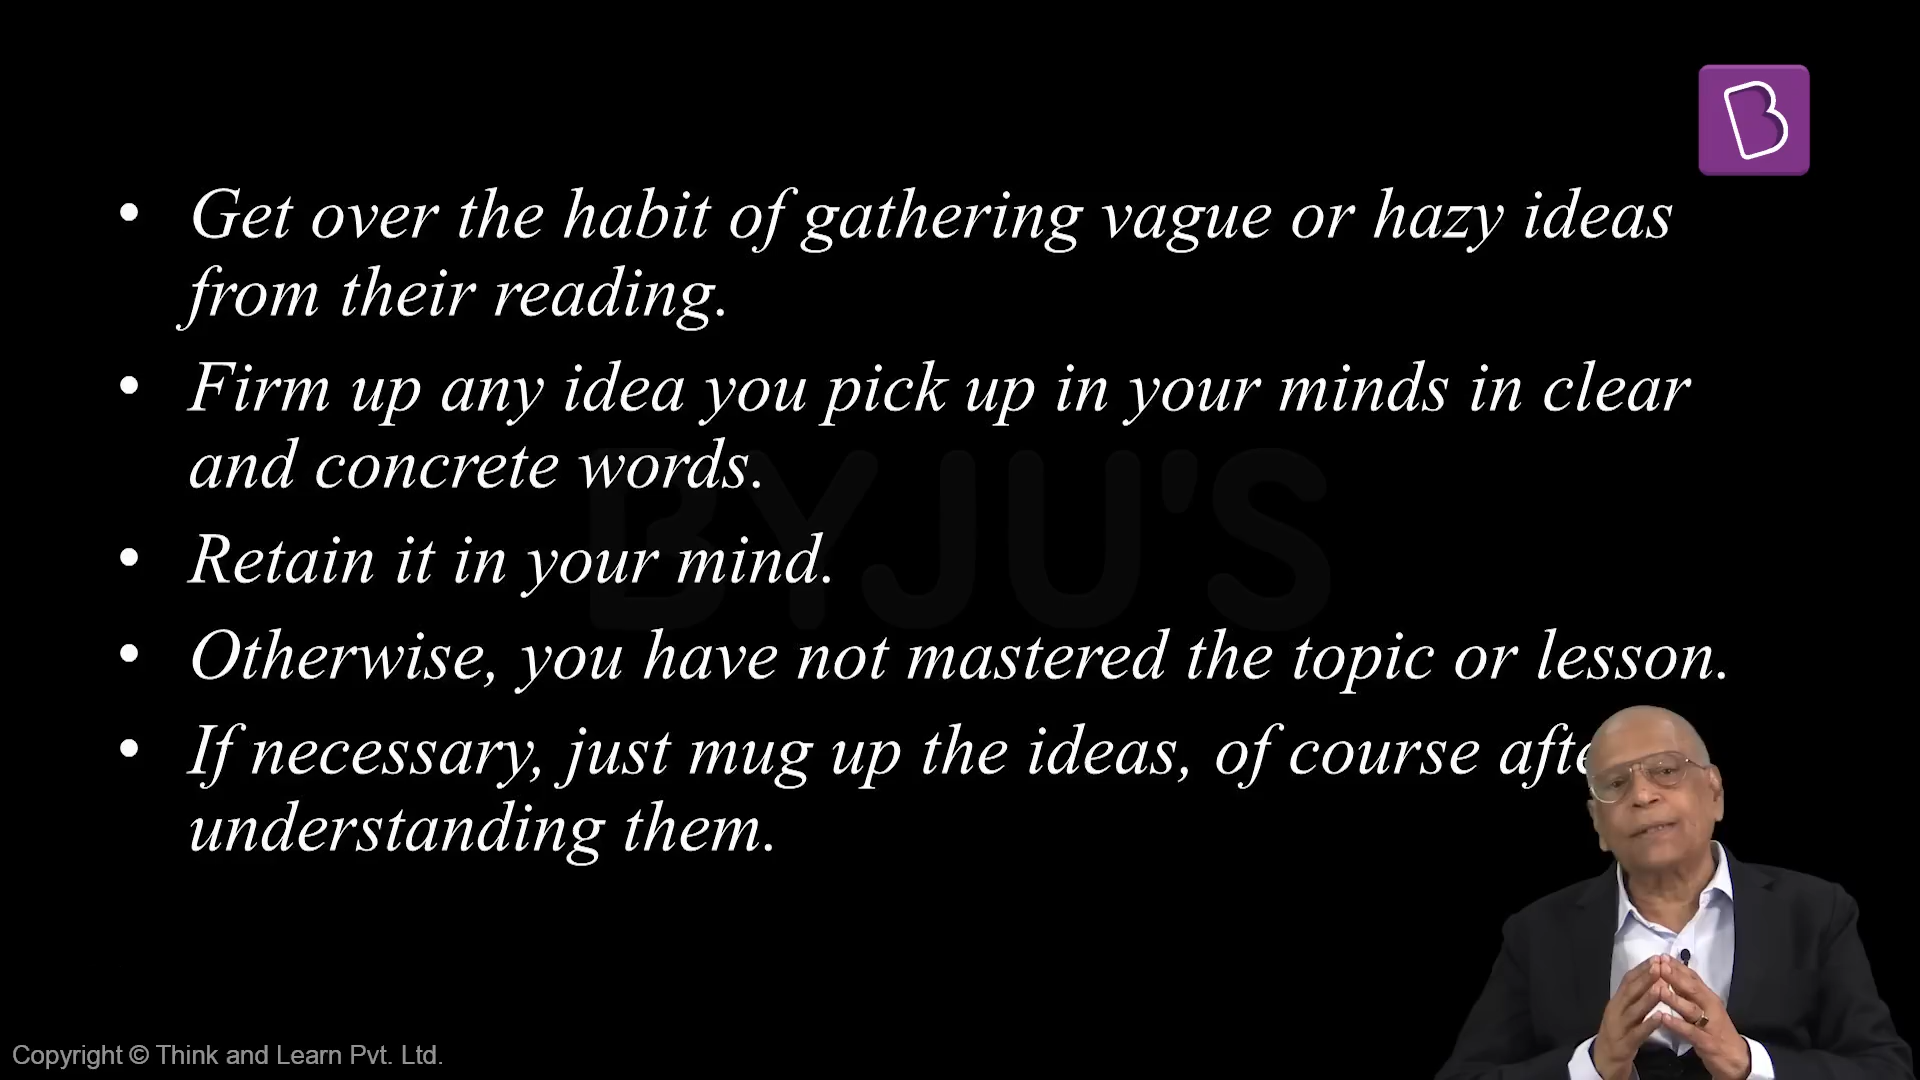 • Get over the habit of gathering vague or hazy ideas
from their reading.
• Firm up any idea you pick up in your minds in clear
and concrete words.
BYJU'S
• Retain it in your mind.
• Otherwise, you have not mastered the topic or lesson.
• If necessary, just mug up the ideas, of course
understanding them.
Copyright © Think and Learn Pvt. Ltd.